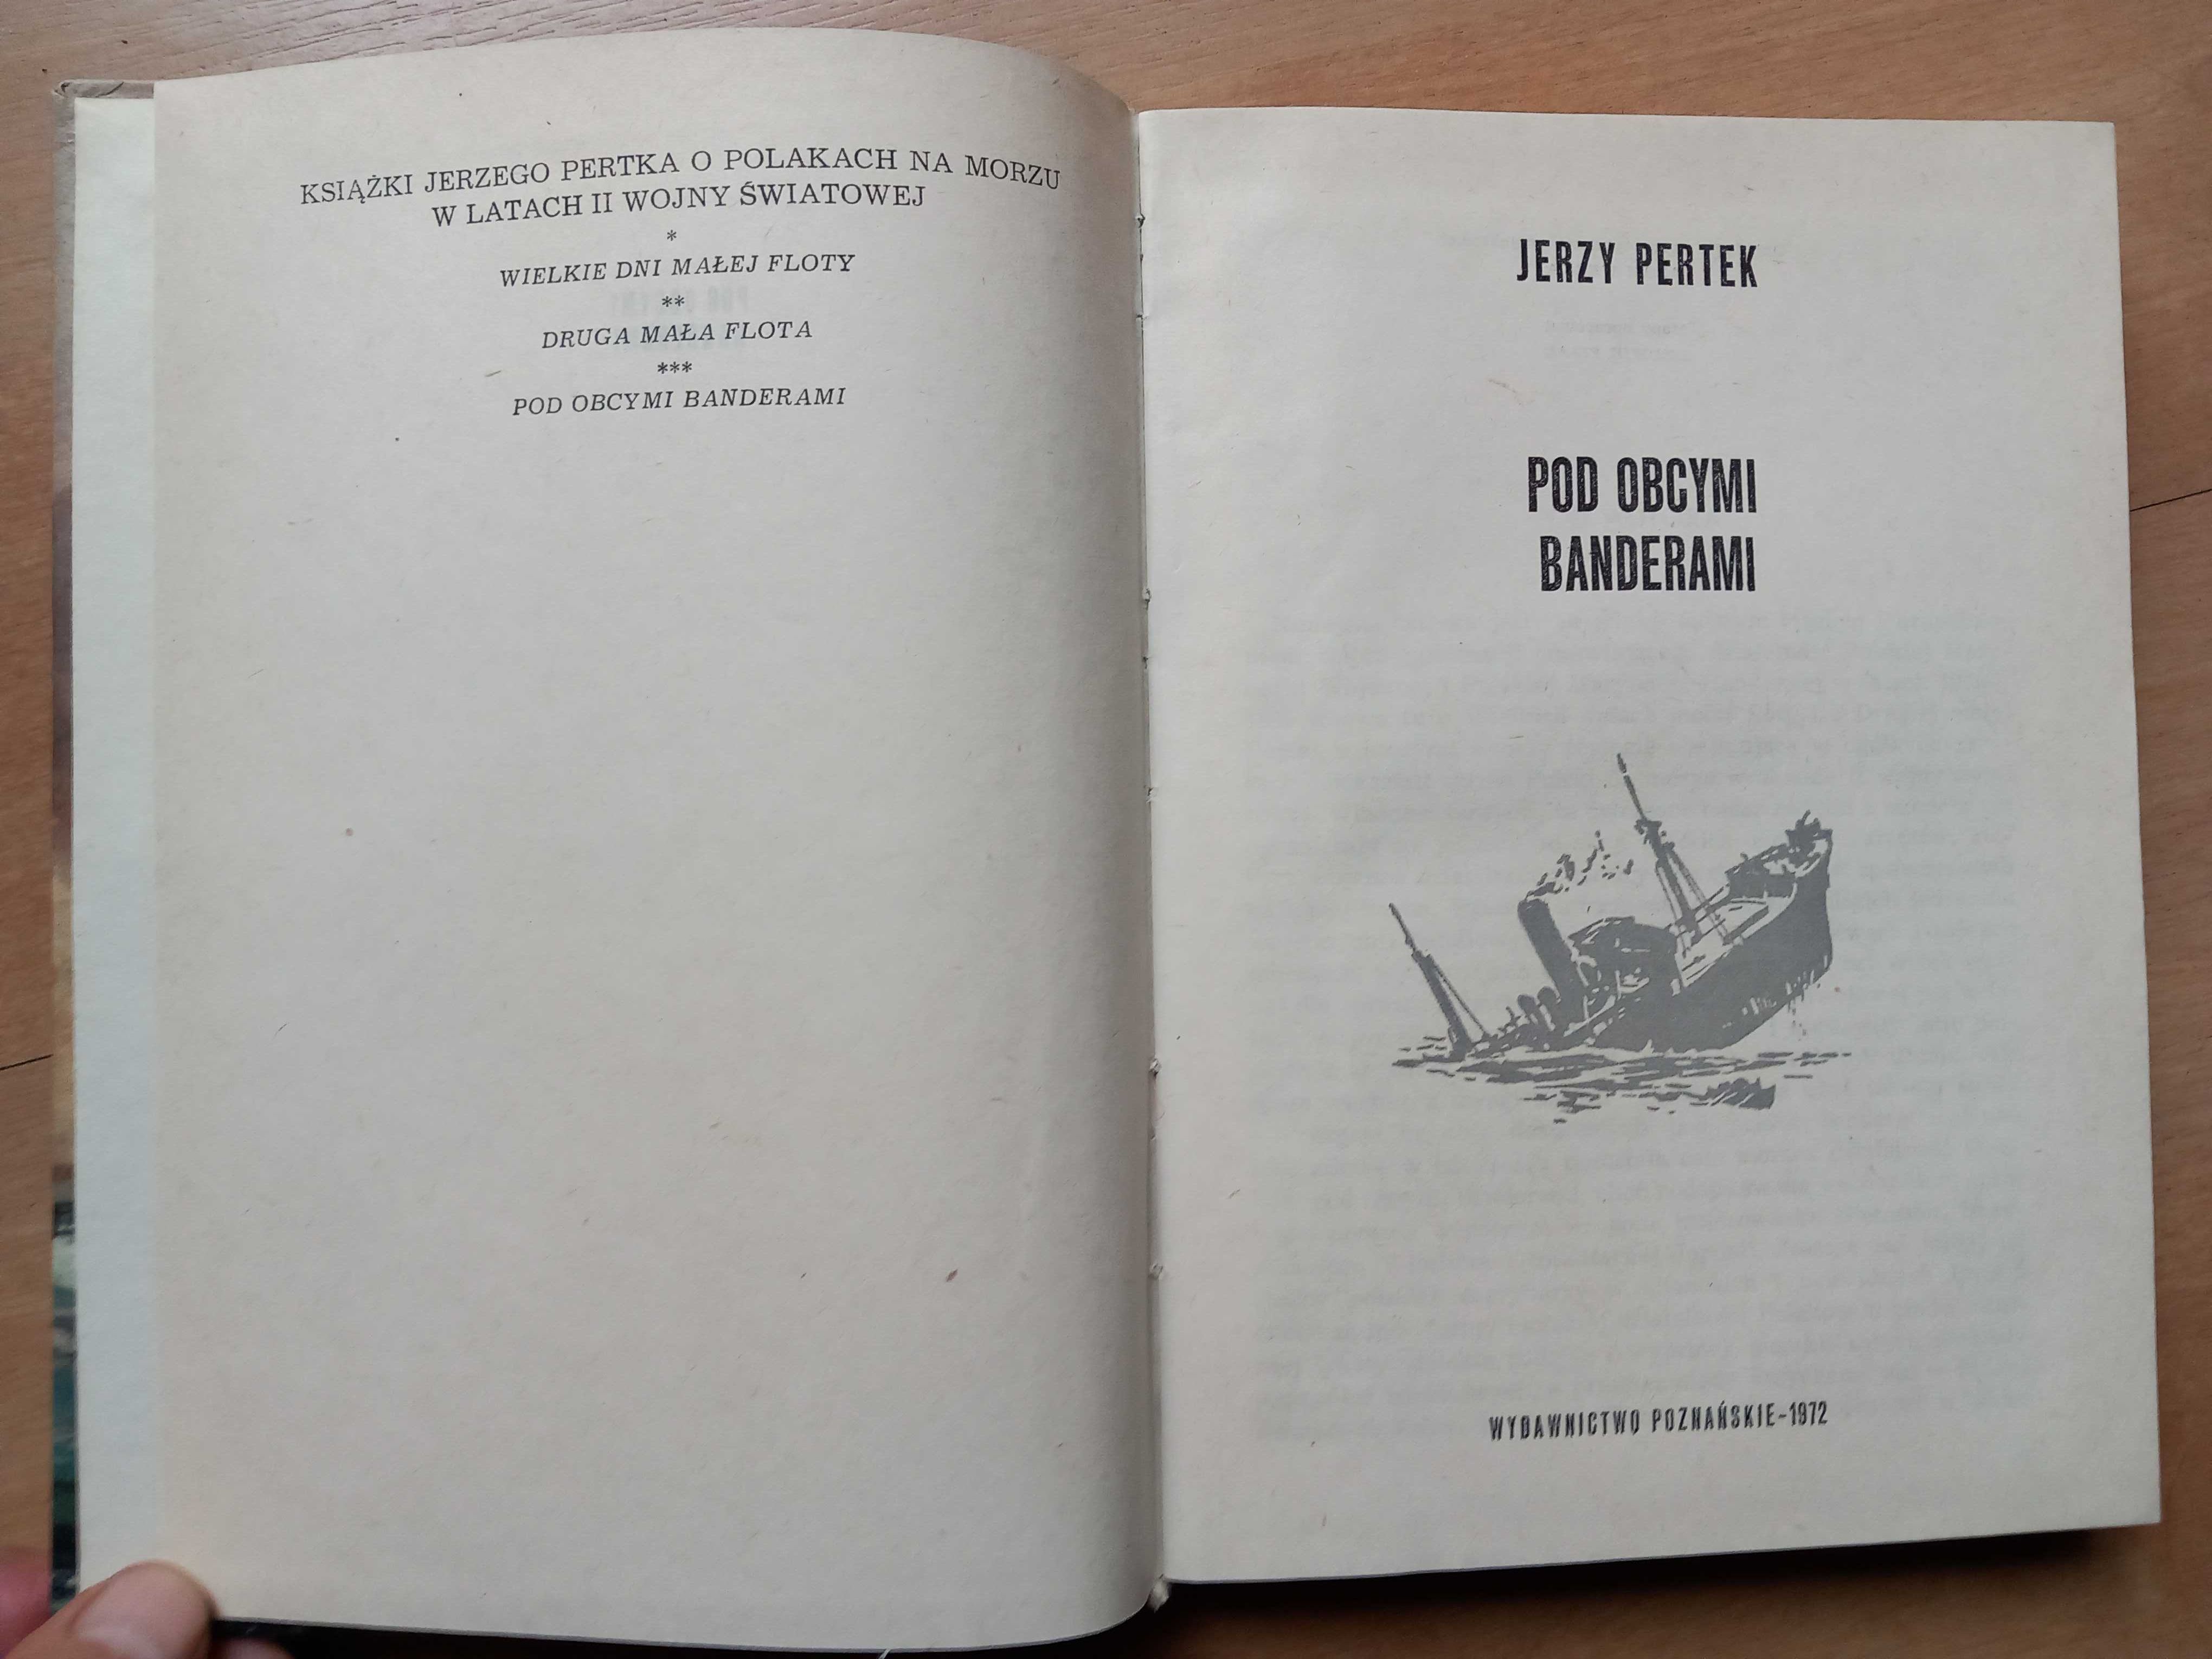 KSIĄŻKI JERZEGO PERTKA O POLAKACH NA MORZU
W LATACH II WOJNY ŚWIATOWEJ
*
WIELKIE DNI MAŁEJ FLOTY
**
DRUGA MAŁA FLOTA
***
POD OBCYMI BANDERAMI
JERZY PERTEK
POD OBCYMI
BANDERAMI
WYDAWNICTWO POZNAŃSKIE-1972